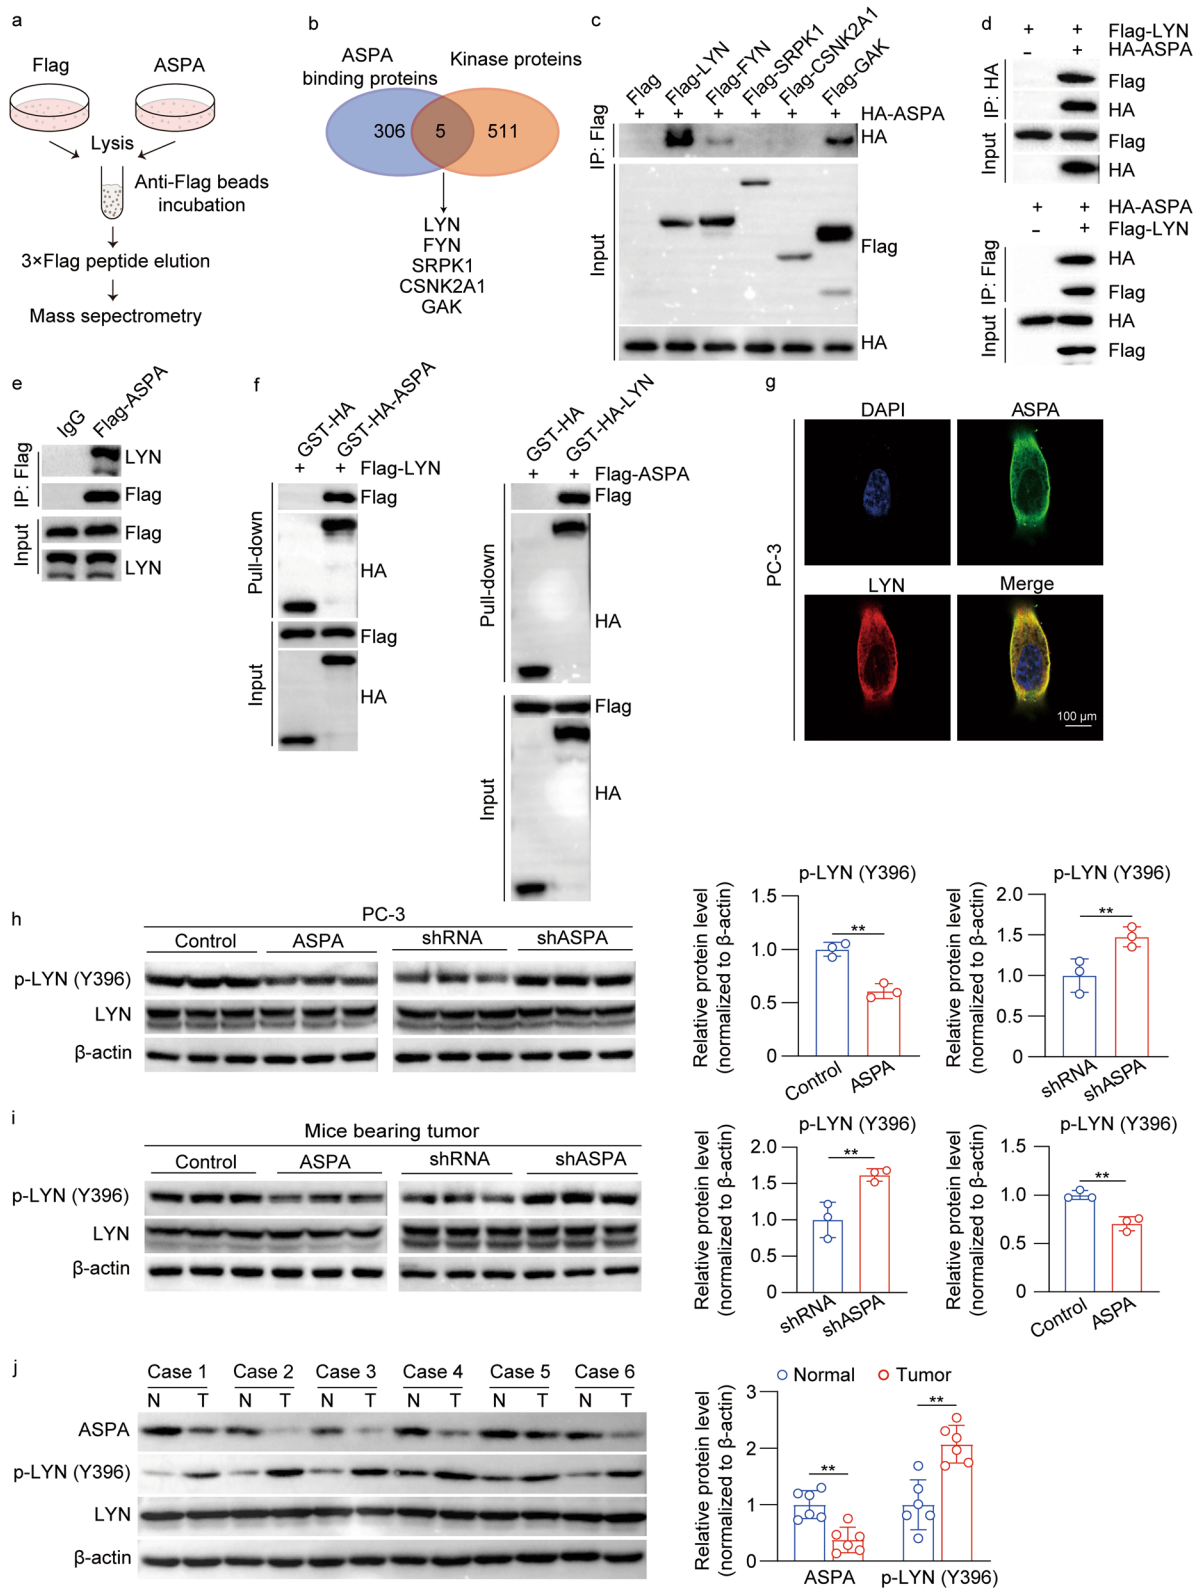 a
Flag
ASPA
Lysis
Anti-Flag beads
incubation
3×Flag peptide elution
Mass sepectrometry
b
ASPA
binding proteins
Kinase proteins
306
5
511
LYN
FYN
SRPK1
CSNK2A1
GAK
c
Flag
Flag-LYN
Flag-FYN
Flag-SRPK1
Flag-CSNK2A1
Flag-GAK
+ + + + + + HA-ASPA
IP: Flag
HA
Input
Flag
HA
d
+ + Flag-LYN
– + HA-ASPA
IP: HA
Flag
HA
Input
Flag
HA
+ + HA-ASPA
– + Flag-LYN
IP: Flag
HA
Flag
Input
HA
Flag
e
IgG
Flag-ASPA
IP: Flag
LYN
Flag
Input
Flag
LYN
f
GST-HA
GST-HA-ASPA
+ + Flag-LYN
Pull-down
Flag
HA
Input
Flag
HA
GST-HA
GST-HA-LYN
+ + Flag-ASPA
Pull-down
Flag
HA
Input
Flag
HA
g
DAPI
ASPA
PC-3
LYN
Merge
100 μm
h
PC-3
Control ASPA shRNA shASPA
p-LYN (Y396)
LYN
β-actin
p-LYN (Y396)
Relative protein level
(normalized to β-actin)
1.5
1.0
0.5
0
**
Control
ASPA
p-LYN (Y396)
Relative protein level
(normalized to β-actin)
2.0
1.5
1.0
0.5
0
**
shRNA
shASPA
i
Mice bearing tumor
Control ASPA shRNA shASPA
p-LYN (Y396)
LYN
β-actin
p-LYN (Y396)
Relative protein level
(normalized to β-actin)
2.0
1.5
1.0
0.5
0
**
shRNA
shASPA
p-LYN (Y396)
Relative protein level
(normalized to β-actin)
1.5
1.0
0.5
0
**
Control
ASPA
j
Case 1 Case 2 Case 3 Case 4 Case 5 Case 6
N T N T N T N T N T N T
ASPA
p-LYN (Y396)
LYN
β-actin
Normal Tumor
Relative protein level
(normalized to β-actin)
3
2
1
0
**
**
ASPA p-LYN (Y396)